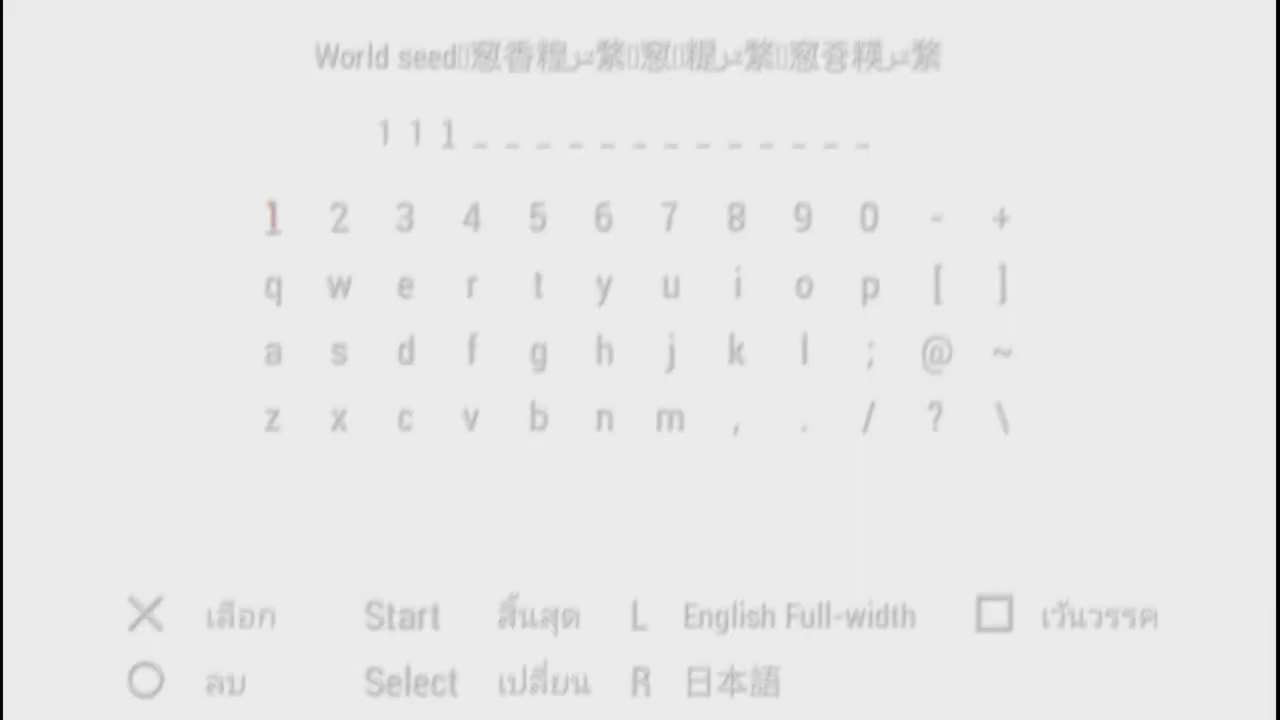 World seed
1 1 1 _ _ _ _ _ _ _ _ _ _ _ _ _
1 2 3 4 5 6 7 8 9 0 - +
q w e r t y u i o p [ ]
a s d f g h j k l ; @ ~
z x c v b n m , . / ? \
เลือก Start สิ้นสุด L English Full-width เว้นวรรค
ลบ Select เปลี่ยน R 日本語